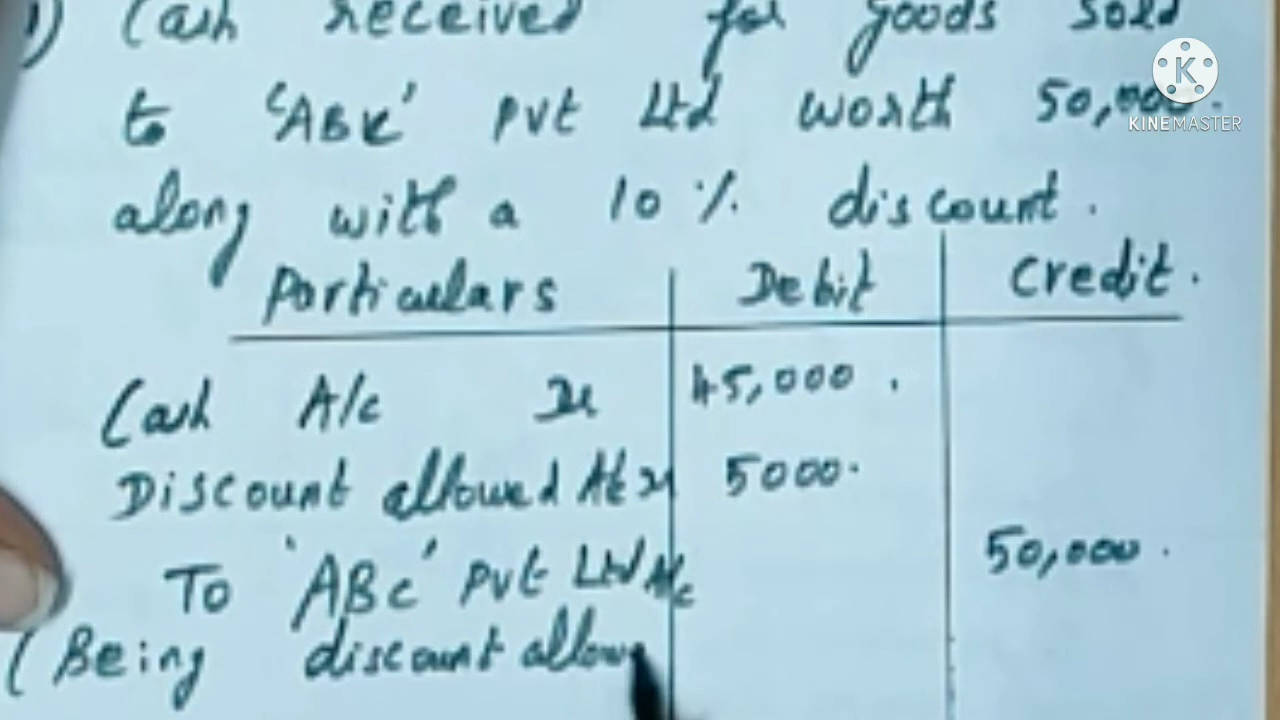 1) Cash received for goods sold
to 'ABC' Pvt Ltd worth 50,000.
along with a 10% discount.
Particulars Debit Credit.
Cash A/c Dr 45,000.
Discount allowed A/c Dr 5000.
To 'ABC' Pvt Ltd A/c 50,000.
(Being discount allowe
KINEMASTER